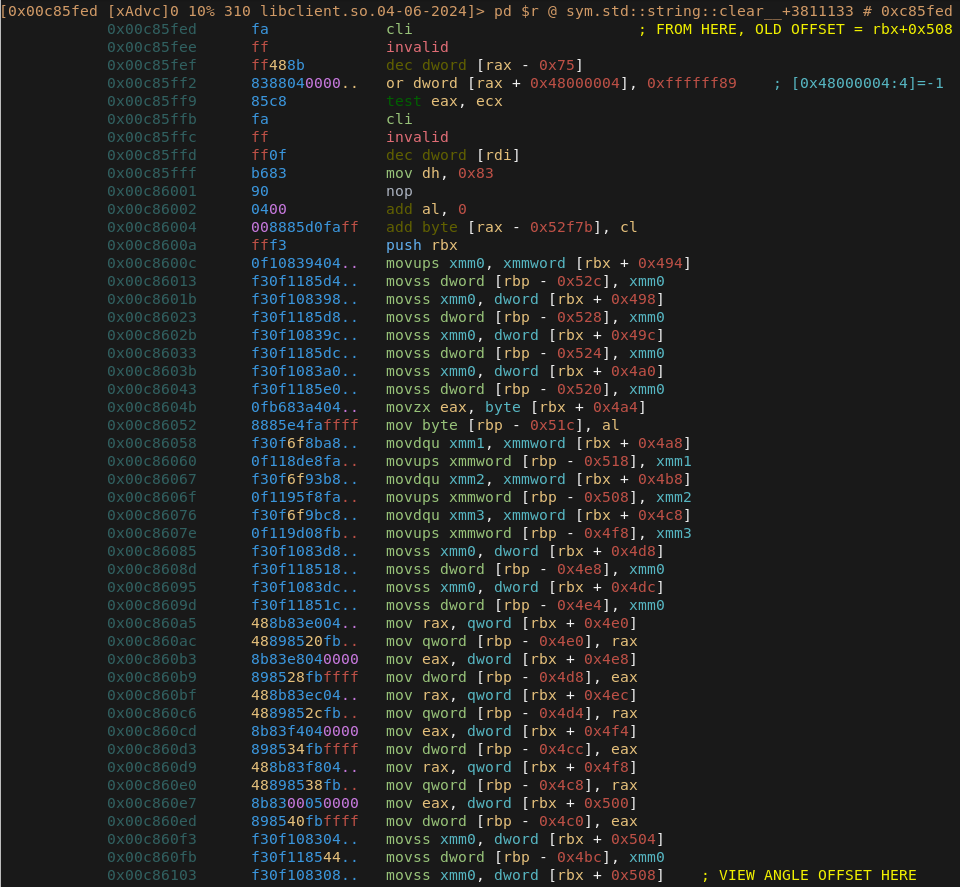 [0x00c85fed [xAdvc]0 10% 310 libclient.so.04-06-2024]> pd $r @ sym.std::string::clear__+3811133 # 0xc85fed
0x00c85fed fa cli ; FROM HERE, OLD OFFSET = rbx+0x508
0x00c85fee ff invalid
0x00c85fef ff488b dec dword [rax - 0x75]
0x00c85ff2 8388040000.. or dword [rax + 0x48000004], 0xffffff89 ; [0x48000004:4]=-1
0x00c85ff9 85c8 test eax, ecx
0x00c85ffb fa cli
0x00c85ffc ff invalid
0x00c85ffd ff0f dec dword [rdi]
0x00c85fff b683 mov dh, 0x83
0x00c86001 90 nop
0x00c86002 0400 add al, 0
0x00c86004 008885d0faff add byte [rax - 0x52f7b], cl
0x00c8600a fff3 push rbx
0x00c8600c 0f10839404.. movups xmm0, xmmword [rbx + 0x494]
0x00c86013 f30f1185d4.. movss dword [rbp - 0x52c], xmm0
0x00c8601b f30f108398.. movss xmm0, dword [rbx + 0x498]
0x00c86023 f30f1185d8.. movss dword [rbp - 0x528], xmm0
0x00c8602b f30f10839c.. movss xmm0, dword [rbx + 0x49c]
0x00c86033 f30f1185dc.. movss dword [rbp - 0x524], xmm0
0x00c8603b f30f1083a0.. movss xmm0, dword [rbx + 0x4a0]
0x00c86043 f30f1185e0.. movss dword [rbp - 0x520], xmm0
0x00c8604b 0fb683a404.. movzx eax, byte [rbx + 0x4a4]
0x00c86052 8885e4faffff mov byte [rbp - 0x51c], al
0x00c86058 f30f6f8ba8.. movdqu xmm1, xmmword [rbx + 0x4a8]
0x00c86060 0f118de8fa.. movups xmmword [rbp - 0x518], xmm1
0x00c86067 f30f6f93b8.. movdqu xmm2, xmmword [rbx + 0x4b8]
0x00c8606f 0f1195f8fa.. movups xmmword [rbp - 0x508], xmm2
0x00c86076 f30f6f9bc8.. movdqu xmm3, xmmword [rbx + 0x4c8]
0x00c8607e 0f119d08fb.. movups xmmword [rbp - 0x4f8], xmm3
0x00c86085 f30f1083d8.. movss xmm0, dword [rbx + 0x4d8]
0x00c8608d f30f118518.. movss dword [rbp - 0x4e8], xmm0
0x00c86095 f30f1083dc.. movss xmm0, dword [rbx + 0x4dc]
0x00c8609d f30f11851c.. movss dword [rbp - 0x4e4], xmm0
0x00c860a5 488b83e004.. mov rax, qword [rbx + 0x4e0]
0x00c860ac 48898520fb.. mov qword [rbp - 0x4e0], rax
0x00c860b3 8b83e8040000 mov eax, dword [rbx + 0x4e8]
0x00c860b9 898528fbffff mov dword [rbp - 0x4d8], eax
0x00c860bf 488b83ec04.. mov rax, qword [rbx + 0x4ec]
0x00c860c6 4889852cfb.. mov qword [rbp - 0x4d4], rax
0x00c860cd 8b83f4040000 mov eax, dword [rbx + 0x4f4]
0x00c860d3 898534fbffff mov dword [rbp - 0x4cc], eax
0x00c860d9 488b83f804.. mov rax, qword [rbx + 0x4f8]
0x00c860e0 48898538fb.. mov qword [rbp - 0x4c8], rax
0x00c860e7 8b8300050000 mov eax, dword [rbx + 0x500]
0x00c860ed 898540fbffff mov dword [rbp - 0x4c0], eax
0x00c860f3 f30f108304.. movss xmm0, dword [rbx + 0x504]
0x00c860fb f30f118544.. movss dword [rbp - 0x4bc], xmm0
0x00c86103 f30f108308.. movss xmm0, dword [rbx + 0x508] ; VIEW ANGLE OFFSET HERE